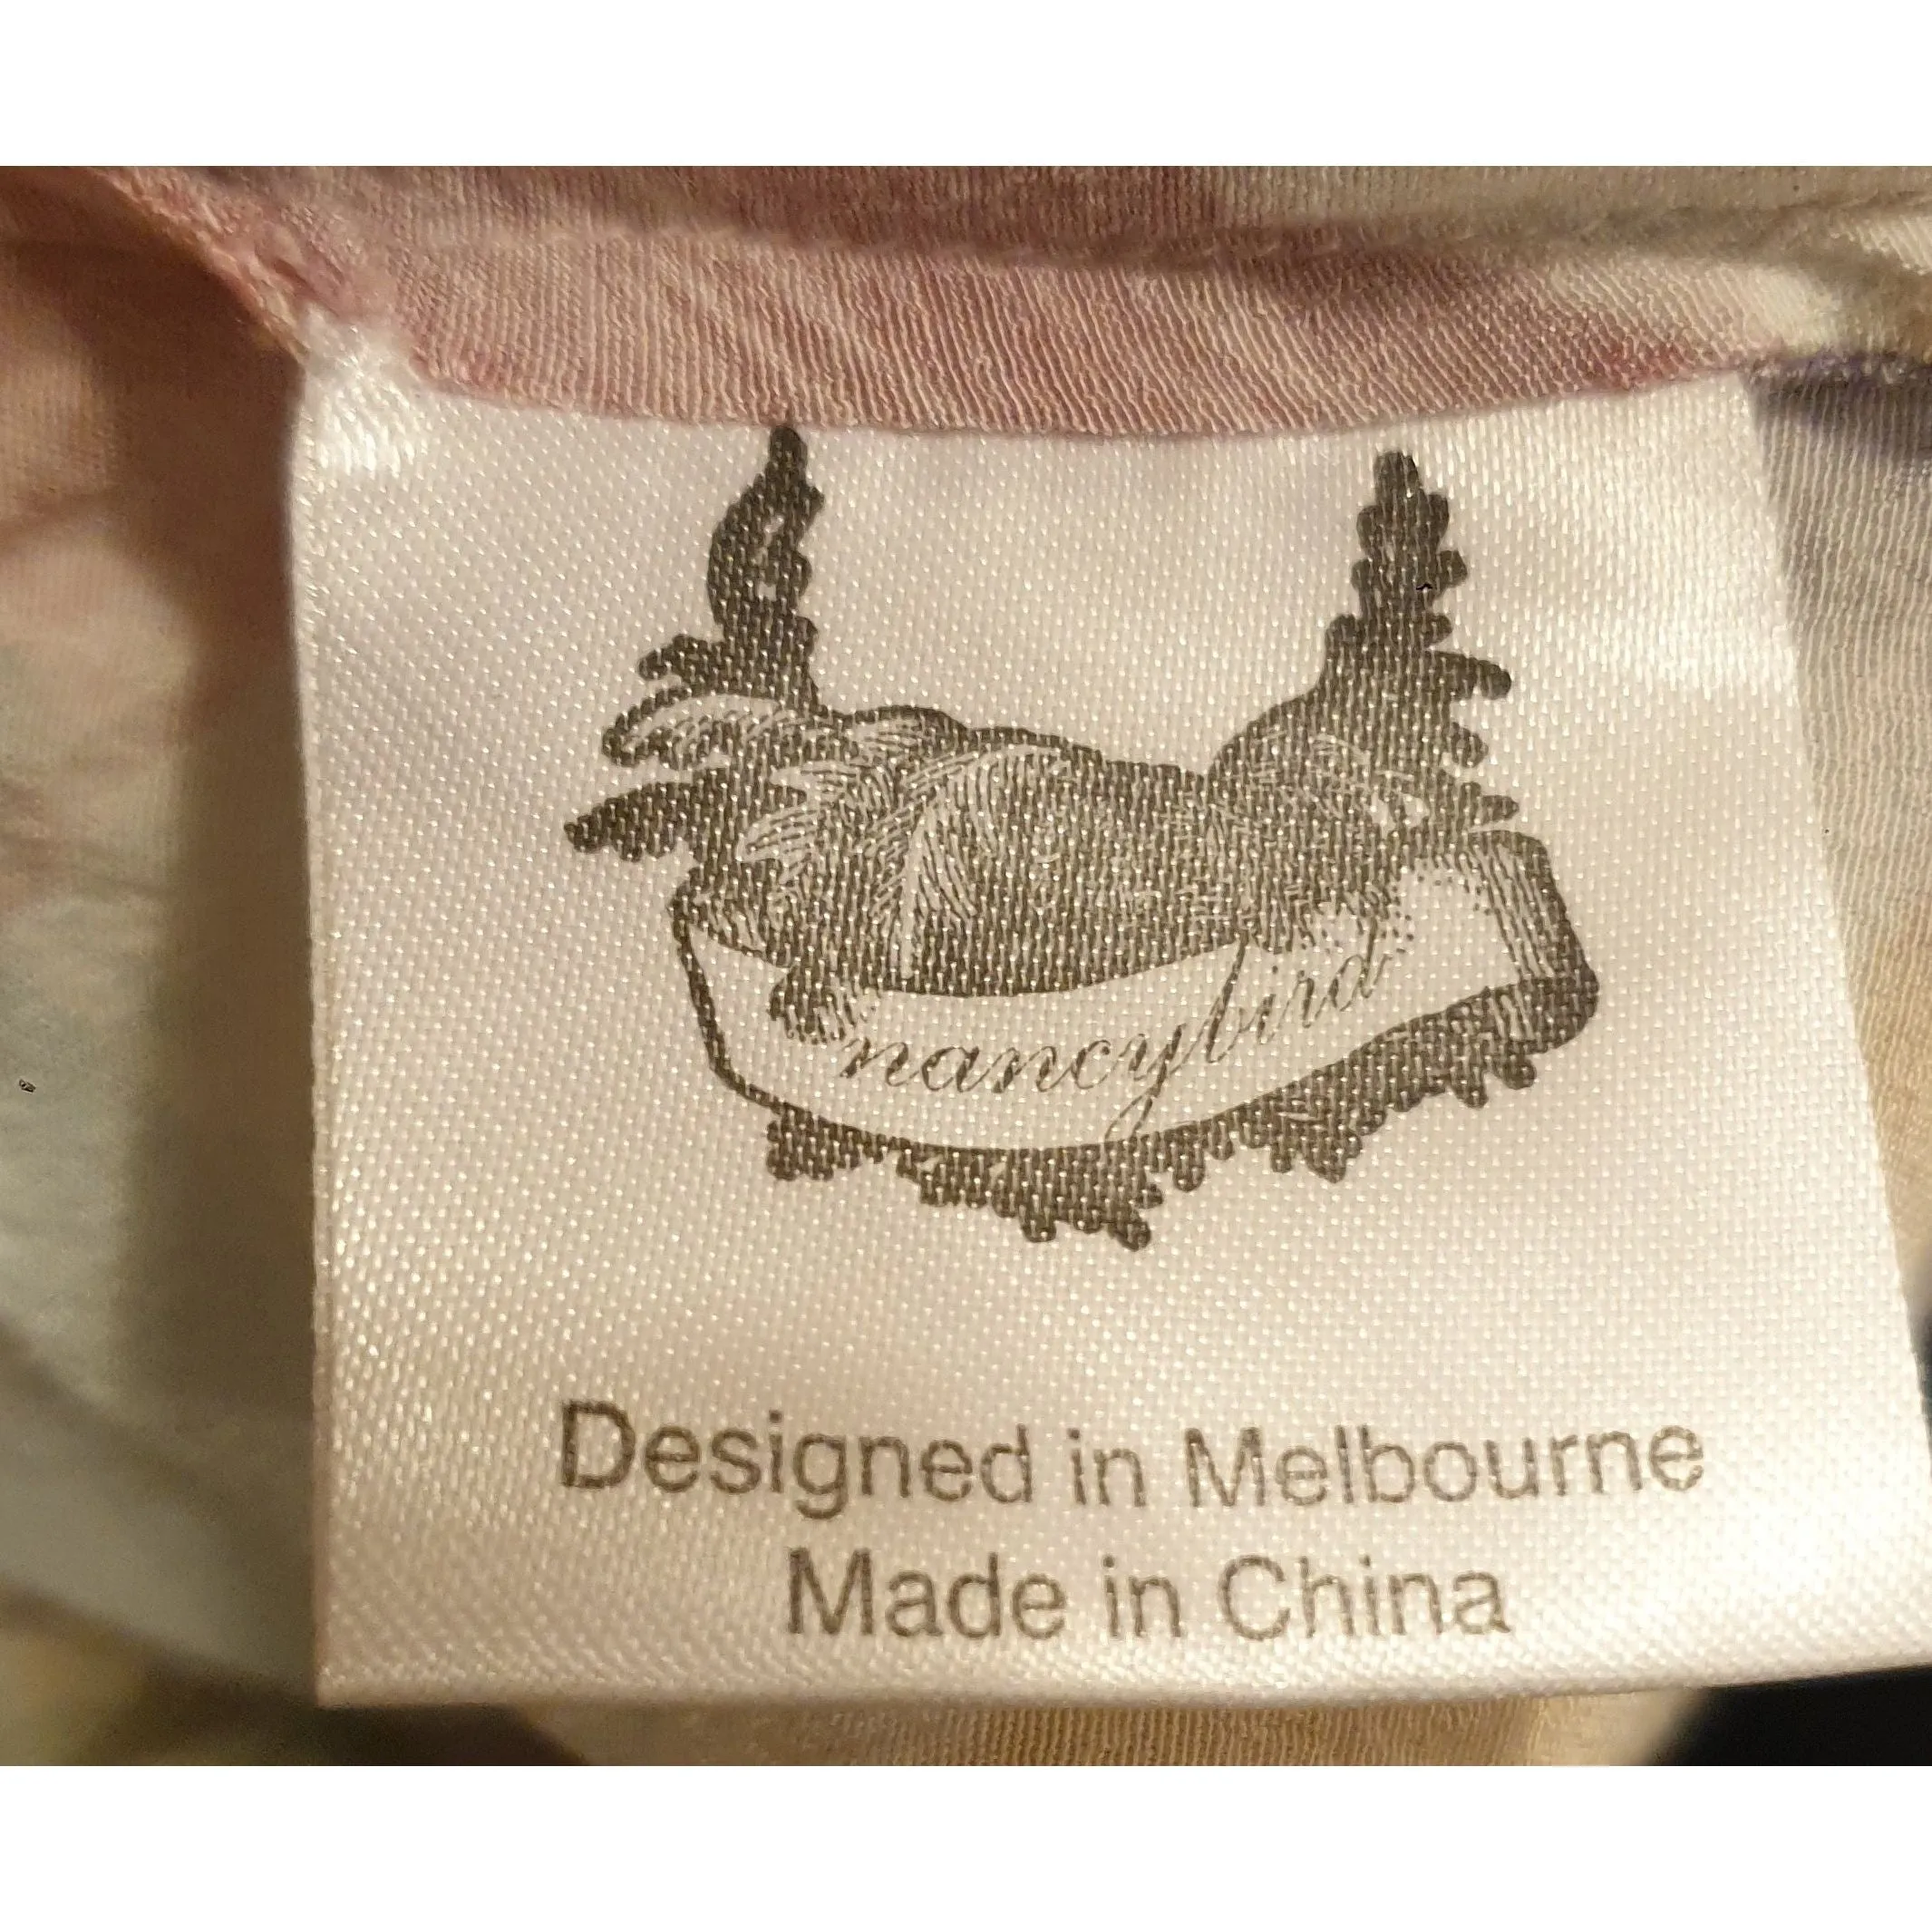 nancybird
Designed in Melbourne
Made in China